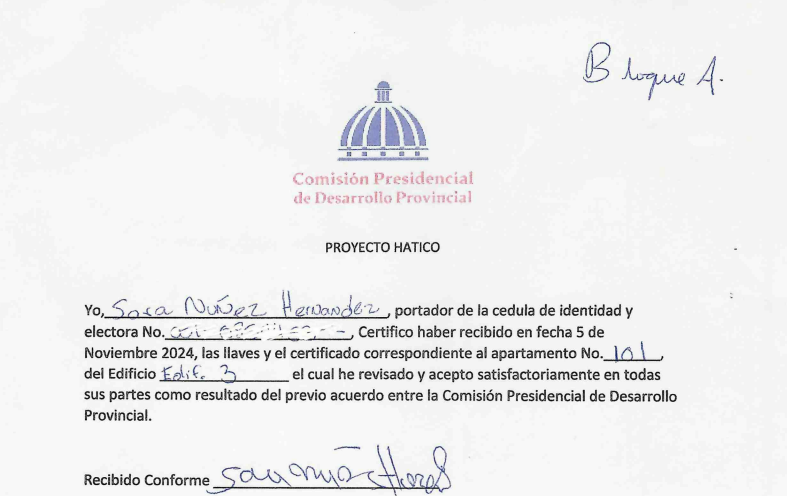 Bloque A.
Comisión Presidencial
de Desarrollo Provincial
PROYECTO HATICO
Yo, Sora Nuñez Hernandez, portador de la cedula de identidad y
electora No. Certifico haber recibido en fecha 5 de
Noviembre 2024, las llaves y el certificado correspondiente al apartamento No. 101,
del Edificio Edif. 3 el cual he revisado y acepto satisfactoriamente en todas
sus partes como resultado del previo acuerdo entre la Comisión Presidencial de Desarrollo
Provincial.
Recibido Conforme